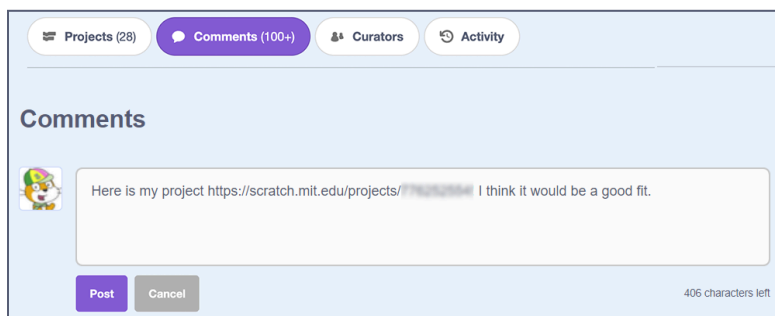 Projects (28) Comments (100+) Curators Activity
Comments
Here is my project https://scratch.mit.edu/projects/ I think it would be a good fit.
Post Cancel 406 characters left